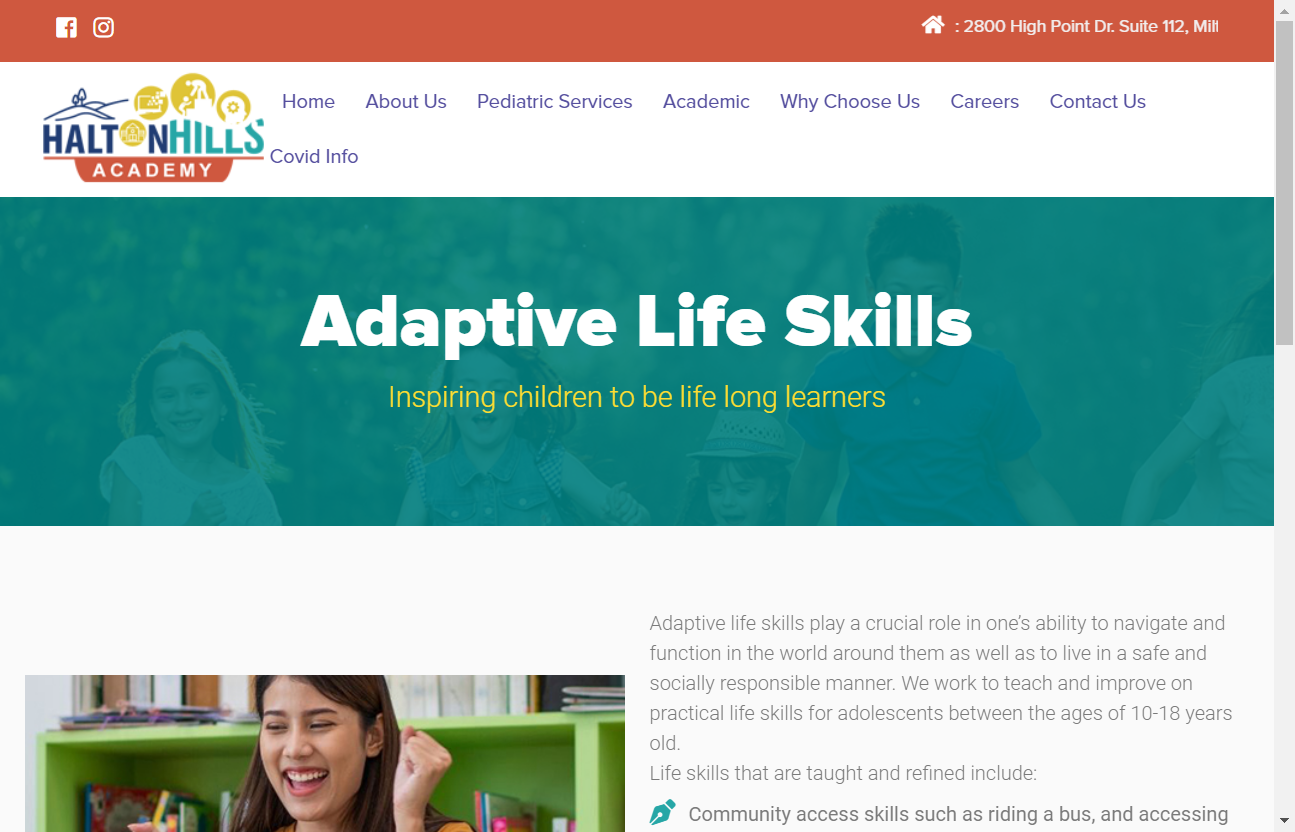 : 2800 High Point Dr. Suite 112,
HALTONHILLS
ACADEMY
Home About Us Pediatric Services Academic Why Choose Us Careers Contact Us
Covid Info
Adaptive Life Skills
Inspiring children to be life long learners
Adaptive life skills play a crucial role in one’s ability to navigate and
function in the world around them as well as to live in a safe and
socially responsible manner. We work to teach and improve on
practical life skills for adolescents between the ages of 10-18 years
old.
Life skills that are taught and refined include:
Community access skills such as riding a bus, and accessing